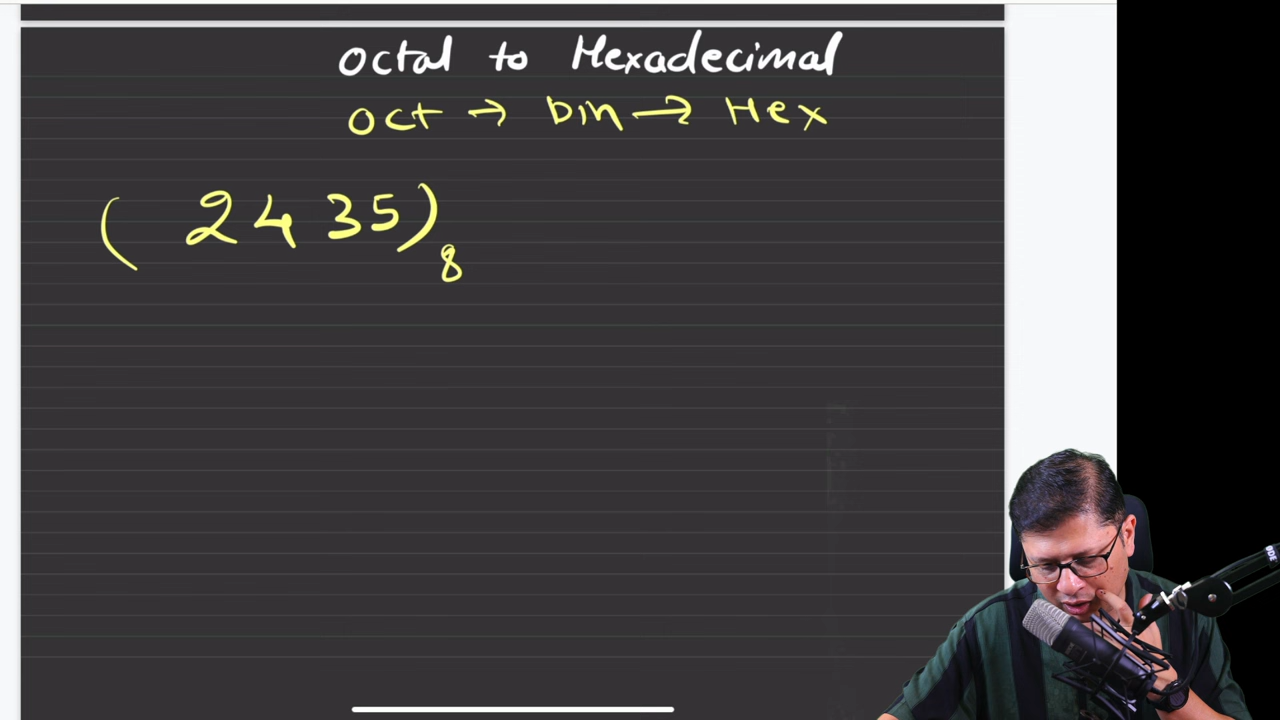 Octal to Hexadecimal
Oct → bin → Hex
( 2435)8